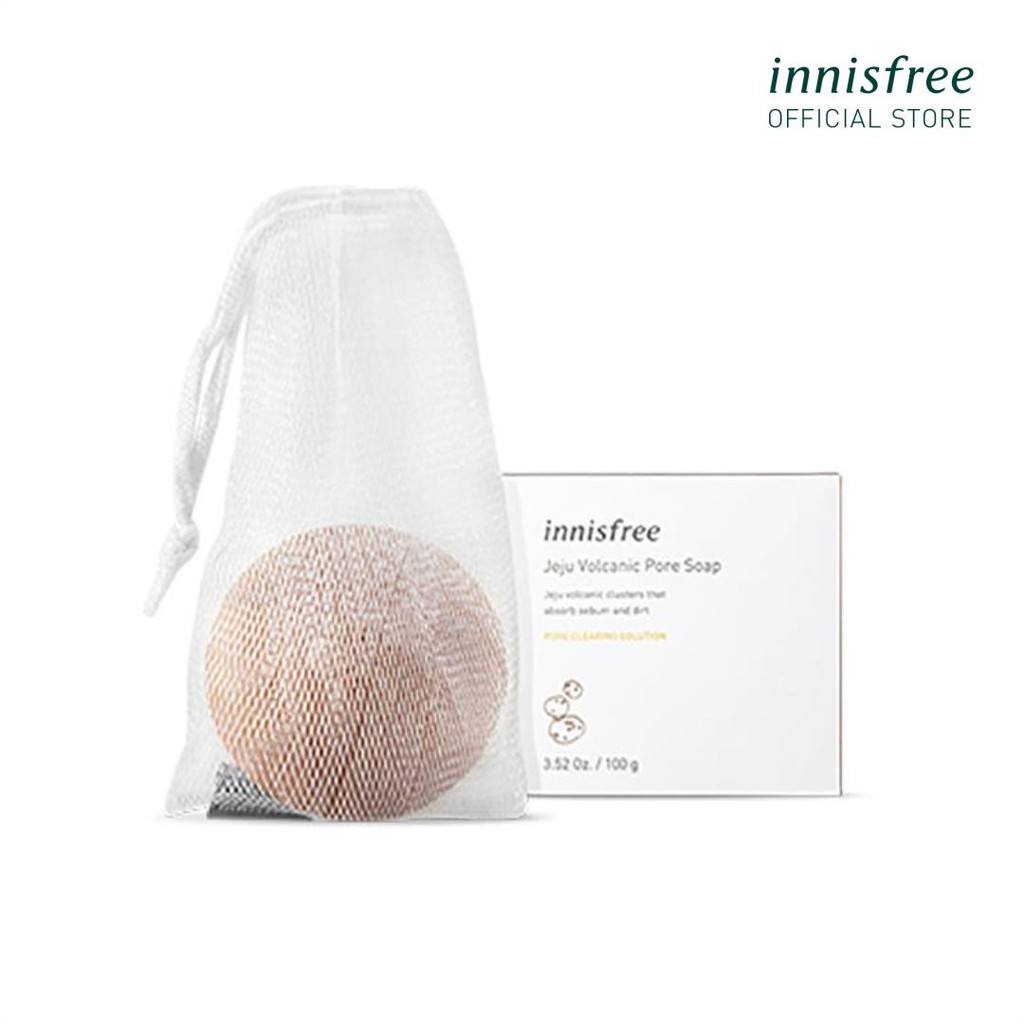 innisfree
OFFICIAL STORE
innisfree
Jeju Volcanic Pore Soap
Jeju volcanic clusters that
absorb sebum and dirt
PORE CLEARING SOLUTION
3.52 Oz. / 100 g